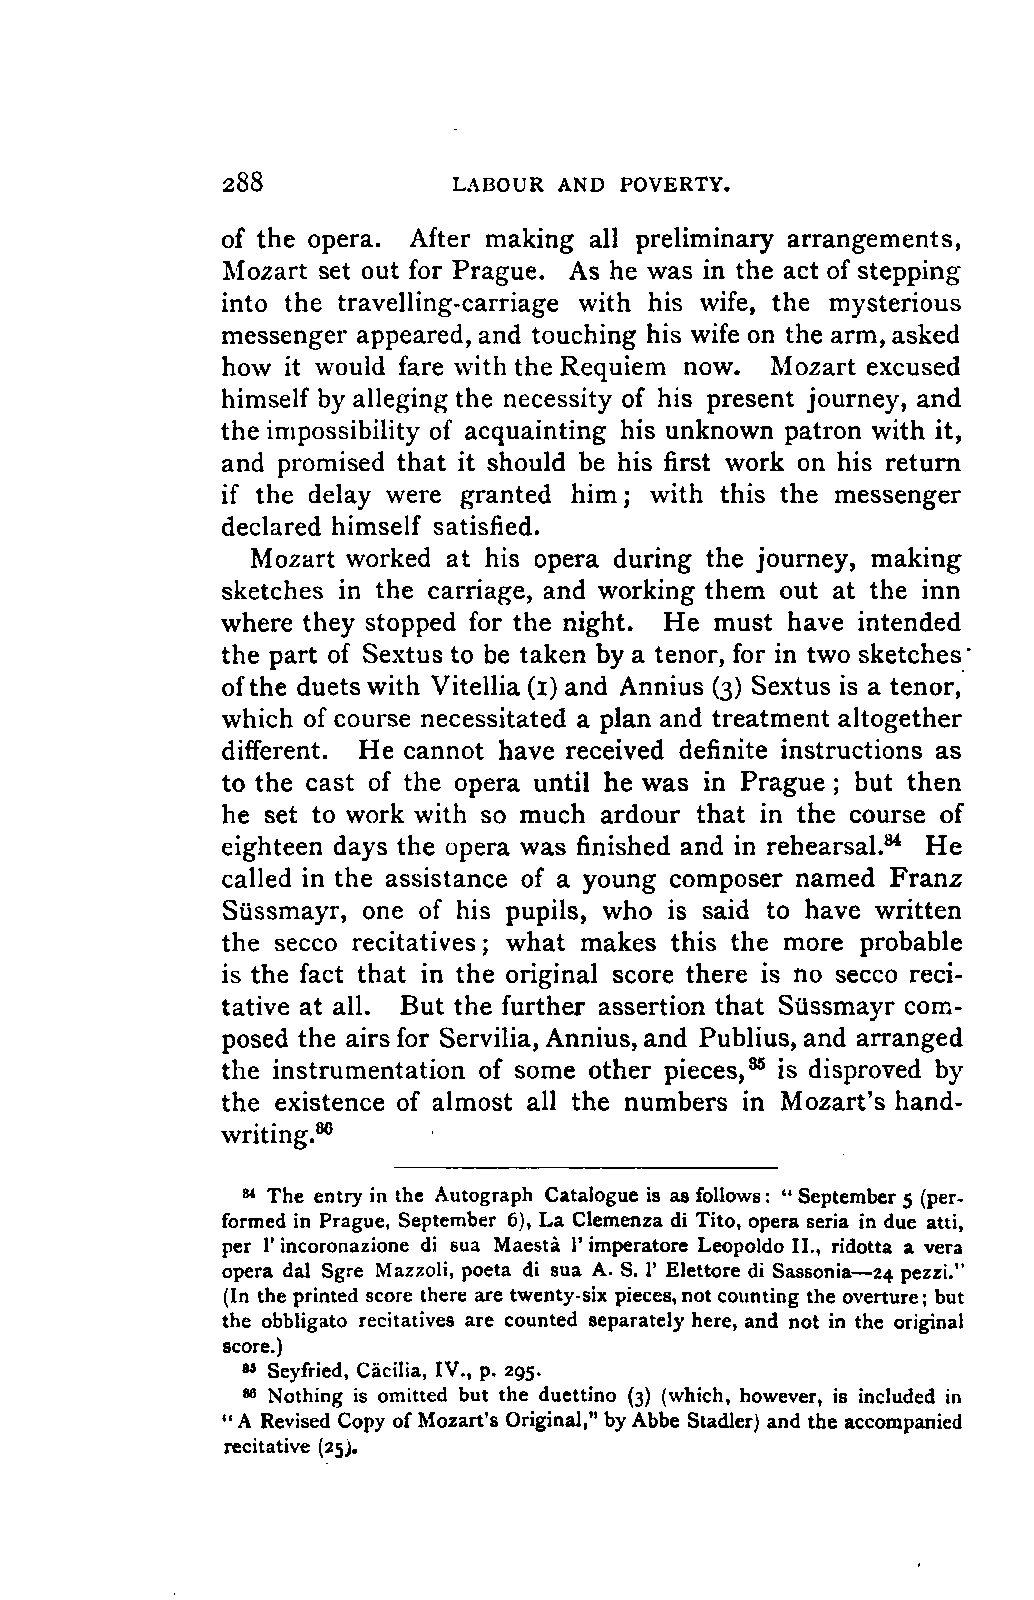 288 LABOUR AND POVERTY.
of the opera. After making all preliminary arrangements,
Mozart set out for Prague. As he was in the act of stepping
into the travelling-carriage with his wife, the mysterious
messenger appeared, and touching his wife on the arm, asked
how it would fare with the Requiem now. Mozart excused
himself by alleging the necessity of his present journey, and
the impossibility of acquainting his unknown patron with it,
and promised that it should be his first work on his return
if the delay were granted him; with this the messenger
declared himself satisfied.
Mozart worked at his opera during the journey, making
sketches in the carriage, and working them out at the inn
where they stopped for the night. He must have intended
the part of Sextus to be taken by a tenor, for in two sketches
of the duets with Vitellia (1) and Annius (3) Sextus is a tenor,
which of course necessitated a plan and treatment altogether
different. He cannot have received definite instructions as
to the cast of the opera until he was in Prague; but then
he set to work with so much ardour that in the course of
eighteen days the opera was finished and in rehearsal.⁸⁴ He
called in the assistance of a young composer named Franz
Süssmayr, one of his pupils, who is said to have written
the secco recitatives; what makes this the more probable
is the fact that in the original score there is no secco reci-
tative at all. But the further assertion that Süssmayr com-
posed the airs for Servilia, Annius, and Publius, and arranged
the instrumentation of some other pieces,⁸⁵ is disproved by
the existence of almost all the numbers in Mozart's hand-
writing.⁸⁶
⁸⁴ The entry in the Autograph Catalogue is as follows: "September 5 (per-
formed in Prague, September 6), La Clemenza di Tito, opera seria in due atti,
per l' incoronazione di sua Maestà l' imperatore Leopoldo II., ridotta a vera
opera dal Sgre Mazzoli, poeta di sua A. S. l' Elettore di Sassonia—24 pezzi."
(In the printed score there are twenty-six pieces, not counting the overture; but
the obbligato recitatives are counted separately here, and not in the original
score.)
⁸⁵ Seyfried, Cäcilia, IV., p. 295.
⁸⁶ Nothing is omitted but the duettino (3) (which, however, is included in
"A Revised Copy of Mozart's Original," by Abbe Stadler) and the accompanied
recitative (25).